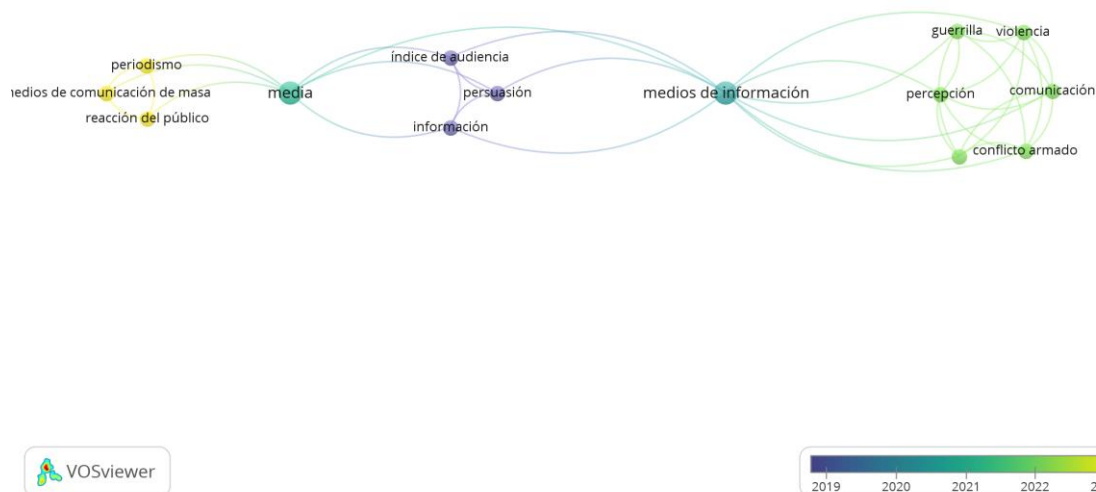 guerrilla
violencia
índice de audiencia
periodismo
media
persuasión
medios de información
percepción
comunicación
nedios de comunicación de masa
reacción del público
información
conflicto armado
VOSviewer
2019
2020
2021
2022